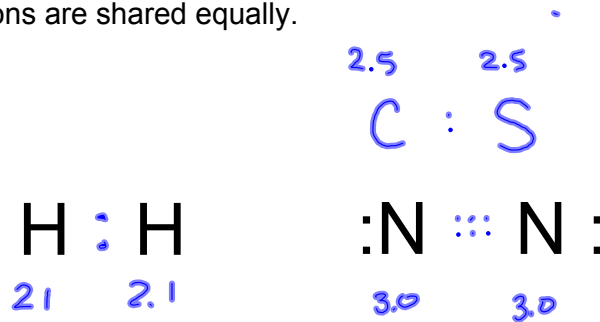 ons are shared equally.
2.5 2.5
C : S
H : H :N ::: N :
21 2.1 3.0 3.0